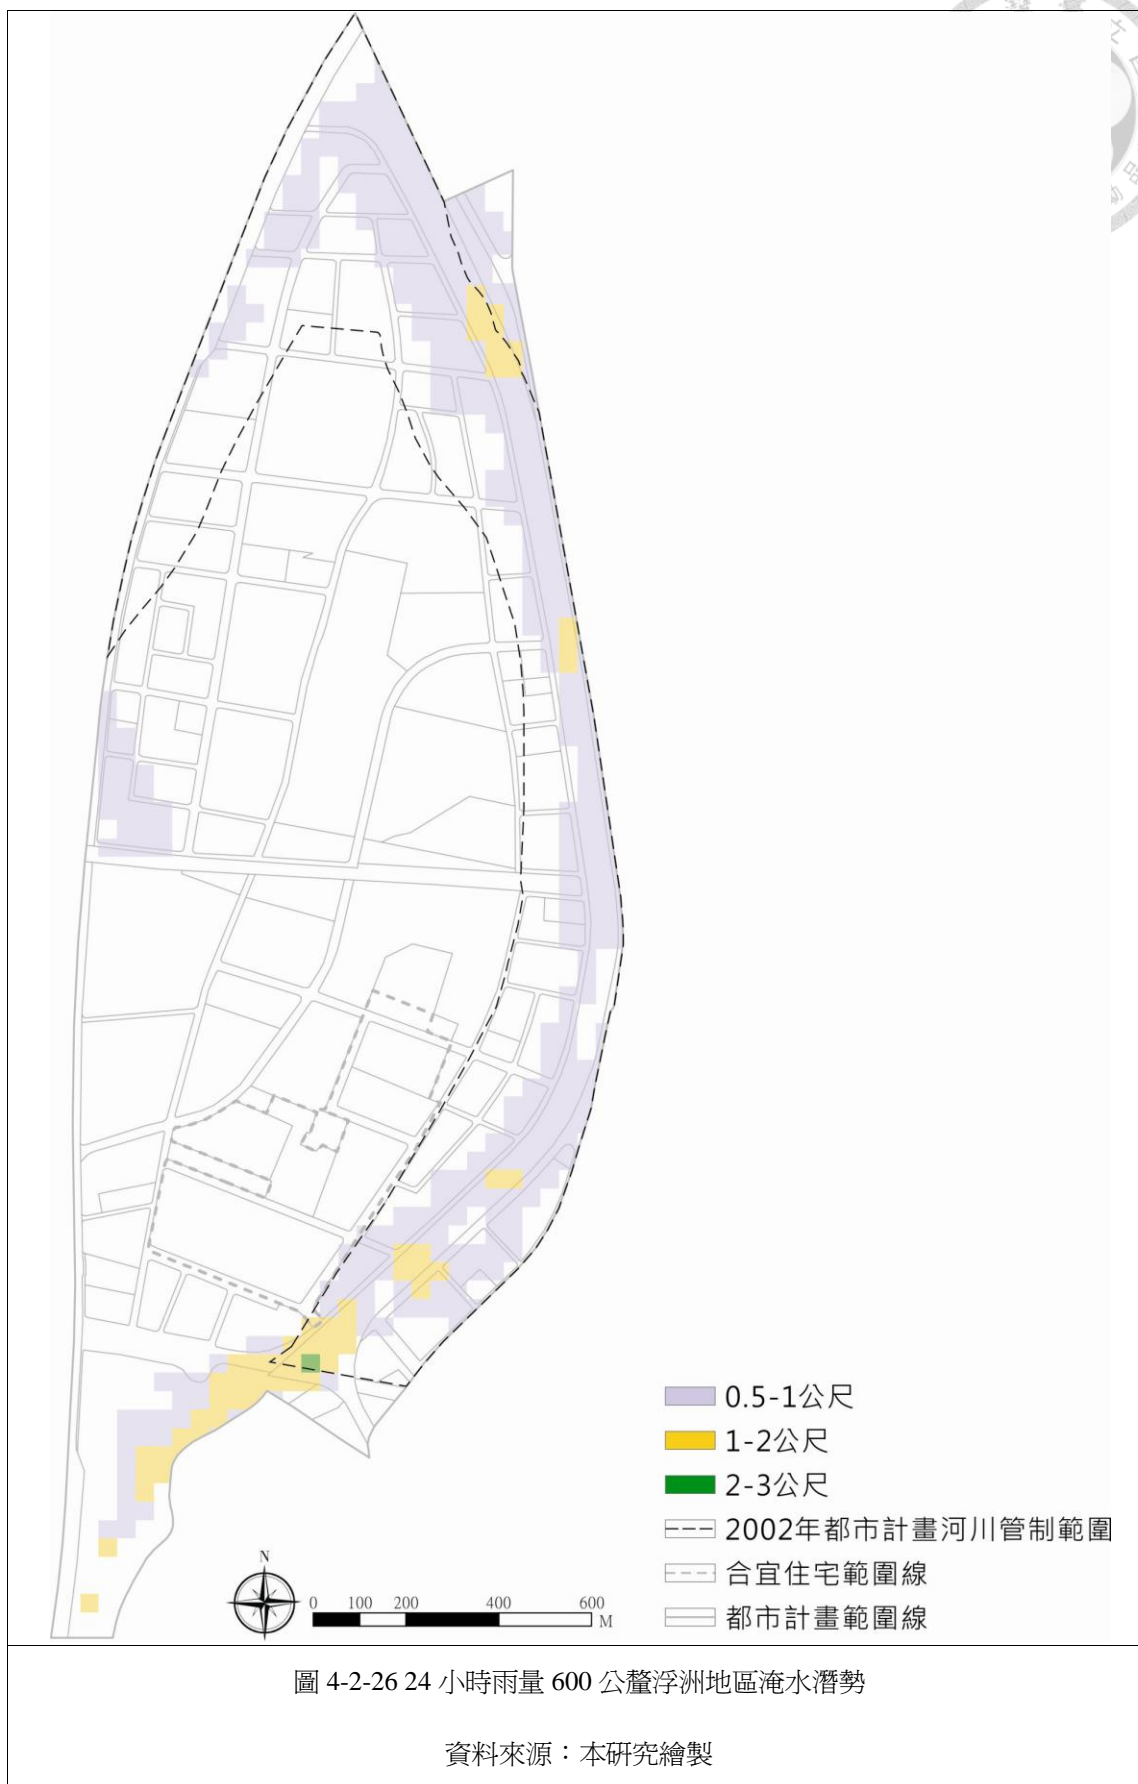 0.5-1公尺
1-2公尺
2-3公尺
2002年都市計畫河川管制範圍
合宜住宅範圍線
都市計畫範圍線
N
0 100 200 400 600
M
圖 4-2-26 24 小時雨量 600 公釐浮洲地區淹水潛勢
資料來源：本研究繪製